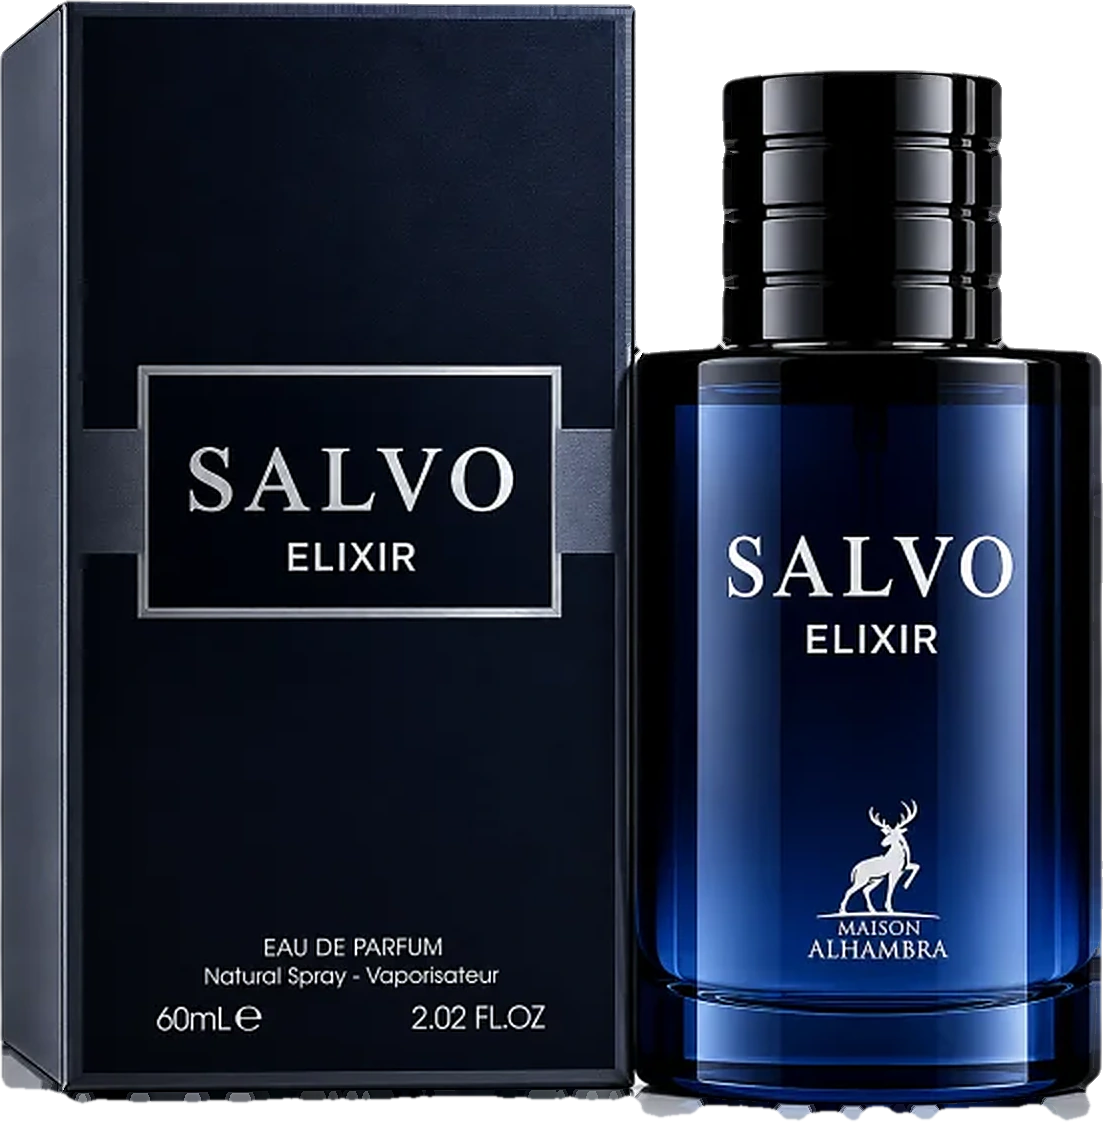 SALVO
ELIXIR
EAU DE PARFUM
Natural Spray - Vaporisateur
60mL ℮
2.02 FL.OZ
SALVO
ELIXIR
MAISON
ALHAMBRA